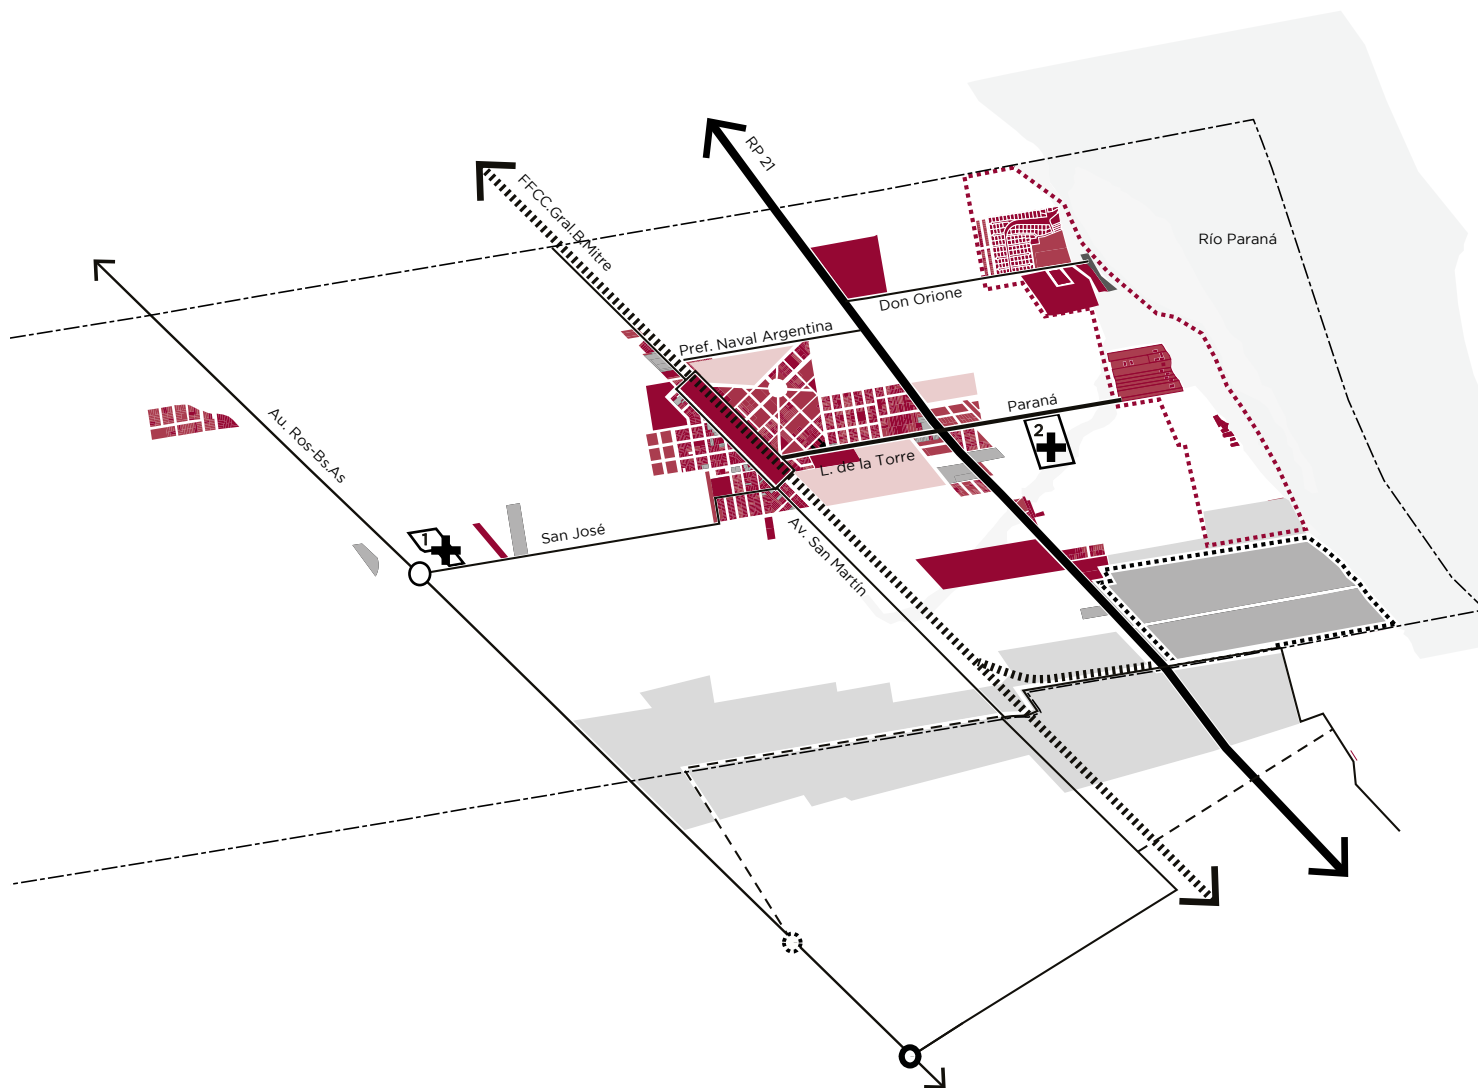 RP 21
FFCC.Gral.B.Mitre
Río Paraná
Don Orione
Pref. Naval Argentina
Paraná
Au. Ros-Bs.As
2
L. de la Torre
1
San José
Av. San Martín